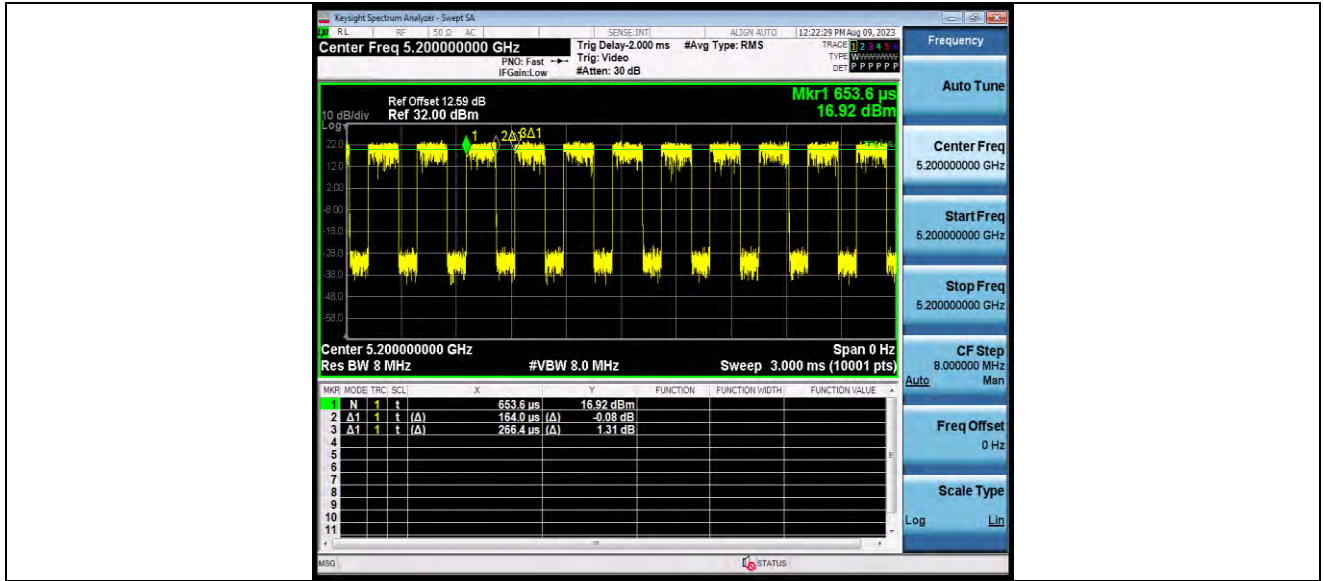 Keysight Spectrum Analyzer - Swept SA
RL RF 50 Ω AC SENSE:INT ALIGN AUTO 12:22:29 PM Aug 09, 2023
Center Freq 5.200000000 GHz Trig Delay-2.000 ms #Avg Type: RMS TRACE 1 2 3 4 5 6
PNO: Fast Trig: Video TYPE WWWWWW
IFGain:Low #Atten: 30 dB DET P P P P P P
Mkr1 653.6 µs
16.92 dBm
Ref Offset 12.59 dB
10 dB/div Ref 32.00 dBm
Log
1 2Δ1 3Δ1
22.0
12.0
2.00
-8.00
-18.0
-28.0
-38.0
-48.0
-58.0
Center 5.200000000 GHz Span 0 Hz
Res BW 8 MHz #VBW 8.0 MHz Sweep 3.000 ms (10001 pts)
MKR MODE TRC SCL X Y FUNCTION FUNCTION WIDTH FUNCTION VALUE
1 N 1 t 653.6 µs 16.92 dBm
2 Δ1 1 t (Δ) 164.0 µs (Δ) -0.08 dB
3 Δ1 1 t (Δ) 266.4 µs (Δ) 1.31 dB
4
5
6
7
8
9
10
11
MSG STATUS
Frequency
Auto Tune
Center Freq
5.200000000 GHz
Start Freq
5.200000000 GHz
Stop Freq
5.200000000 GHz
CF Step
8.000000 MHz
Auto Man
Freq Offset
0 Hz
Scale Type
Log Lin